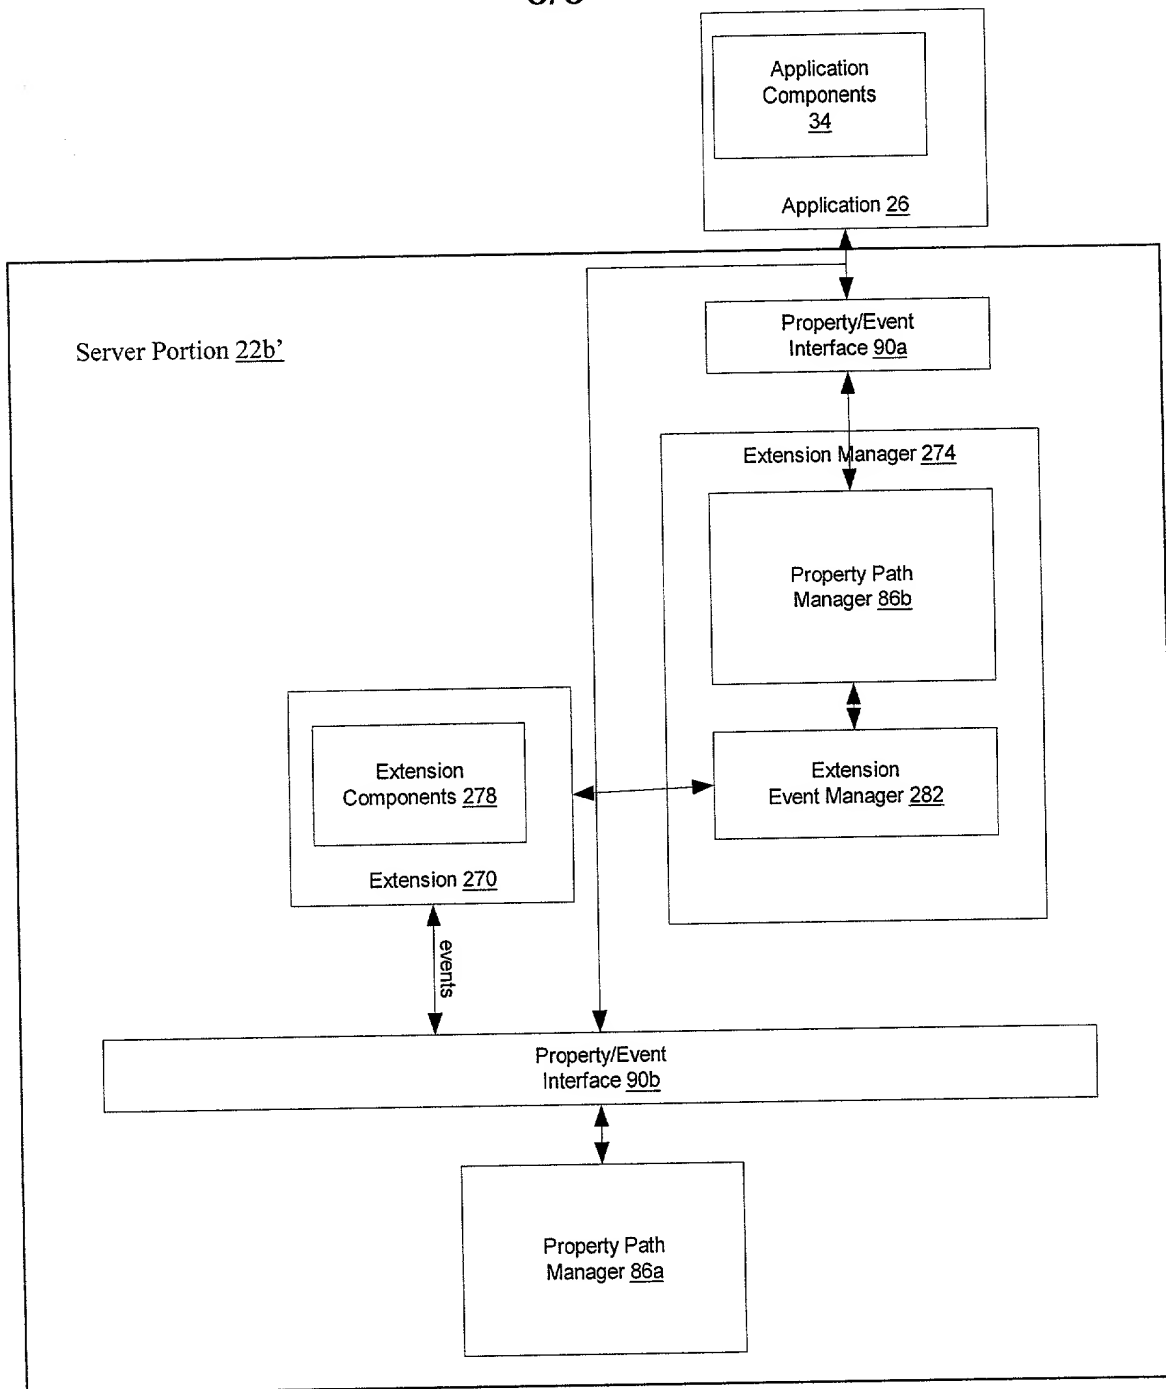 Application
Components
34
Application 26
Server Portion 22b'
Property/Event
Interface 90a
Extension Manager 274
Property Path
Manager 86b
Extension
Components 278
Extension
Event Manager 282
Extension 270
events
Property/Event
Interface 90b
Property Path
Manager 86a